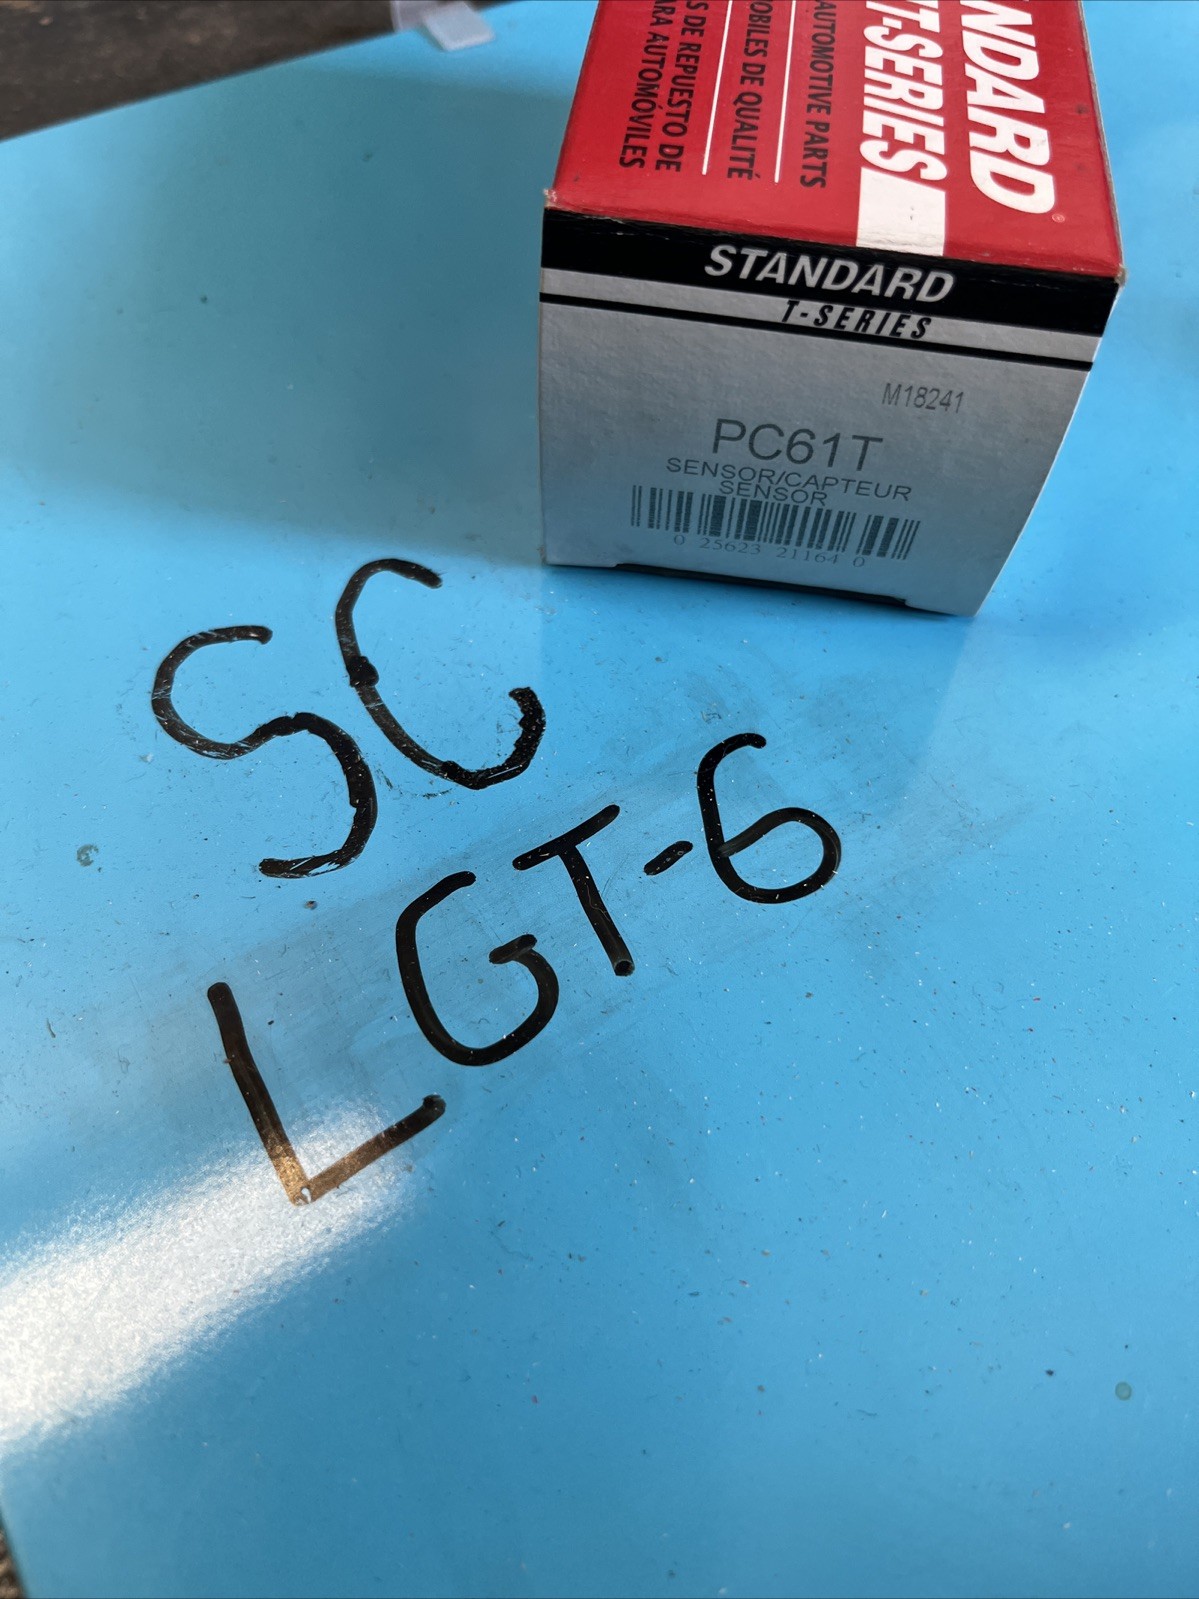 NDARD
T-SERIES
AUTOMOTIVE PARTS
OBILES DE QUALITÉ
S DE REPUESTO DE
ARA AUTOMÓVILES
STANDARD
T-SERIES
M18241
PC61T
SENSOR/CAPTEUR
SENSOR
0 25623 21164 0
SC
LGT-6